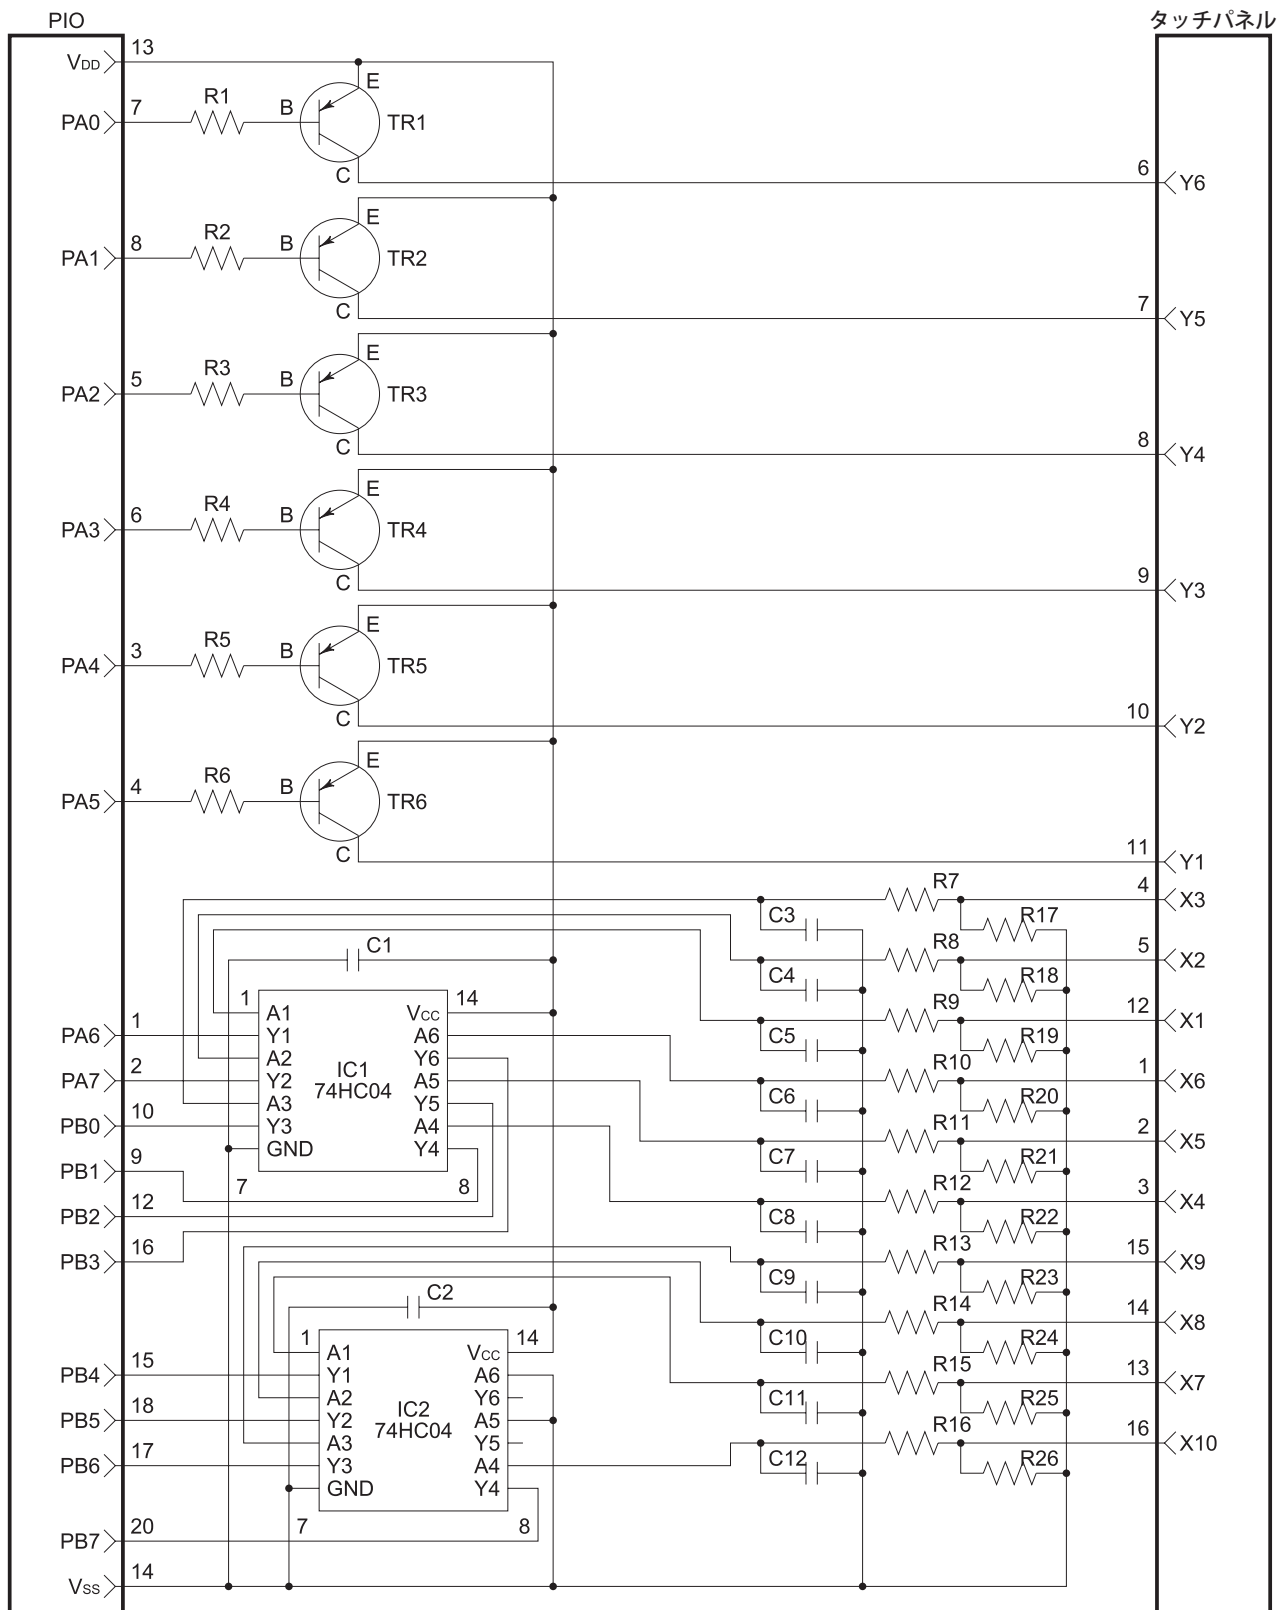 PIO
タッチパネル
VDD 13
PA0 7 R1 B E C TR1 6 Y6
PA1 8 R2 B E C TR2 7 Y5
PA2 5 R3 B E C TR3 8 Y4
PA3 6 R4 B E C TR4 9 Y3
PA4 3 R5 B E C TR5 10 Y2
PA5 4 R6 B E C TR6 11 Y1
R7 4 X3
C3 R17
C1
R8 5 X2
C4 R18
R9 12 X1
C5 R19
R10 1 X6
C6 R20
R11 2 X5
C7 R21
R12 3 X4
C8 R22
R13 15 X9
C9 R23
R14 14 X8
C10 R24
R15 13 X7
C11 R25
R16 16 X10
C12 R26
1 14
A1 VCC
PA6 1 Y1 A6
A2 Y6
PA7 2 Y2 A5
A3 Y5
PB0 10 Y3 A4
GND Y4
IC1
74HC04
7 8
PB1 9
PB2 12
PB3 16
C2
1 14
A1 VCC
PB4 15 Y1 A6
A2 Y6
PB5 18 Y2 A5
A3 Y5
PB6 17 Y3 A4
GND Y4
IC2
74HC04
7 8
PB7 20
VSS 14